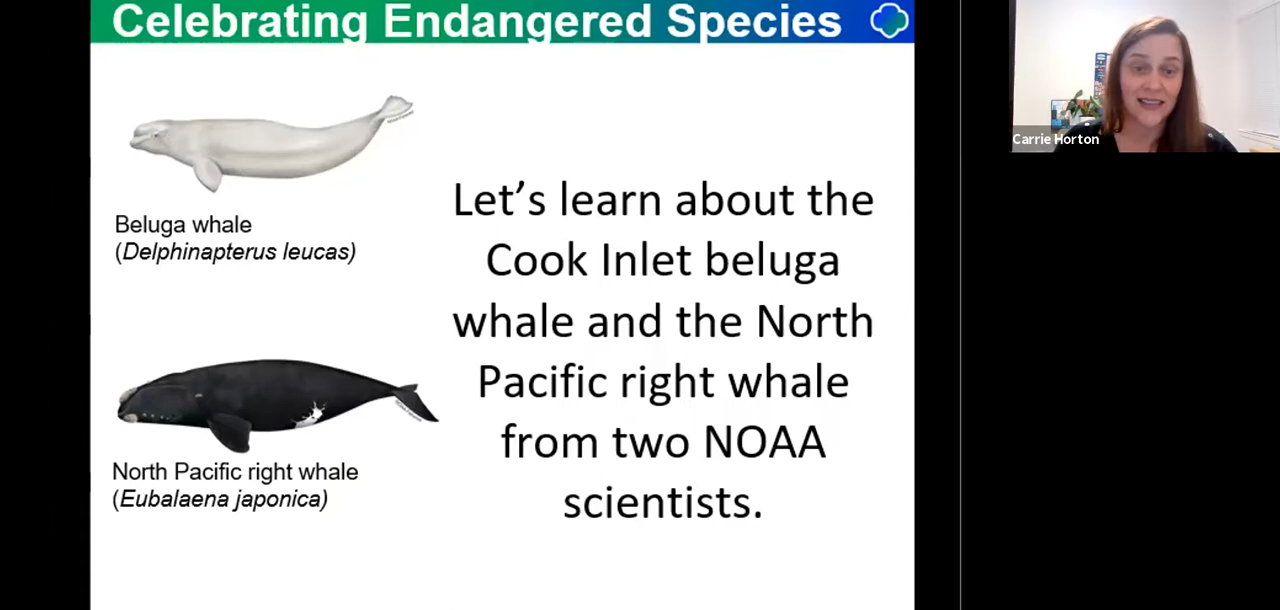 Celebrating Endangered Species
Beluga whale
(Delphinapterus leucas)
Let’s learn about the
Cook Inlet beluga
whale and the North
Pacific right whale
from two NOAA
scientists.
North Pacific right whale
(Eubalaena japonica)
Carrie Horton